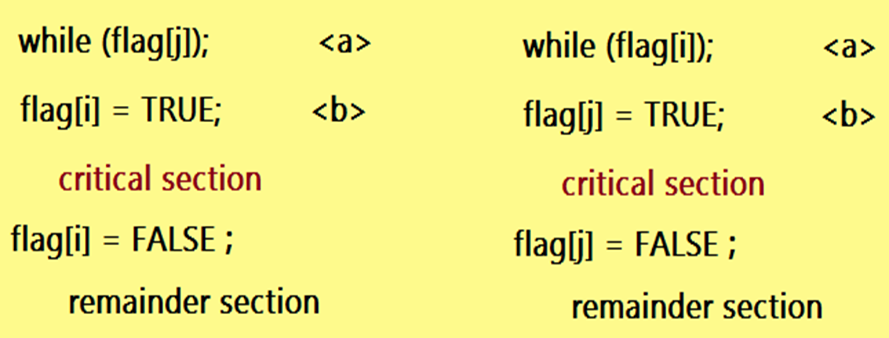 while (flag[j]); <a>
flag[i] = TRUE; <b>
critical section
flag[i] = FALSE ;
remainder section
while (flag[i]); <a>
flag[j] = TRUE; <b>
critical section
flag[j] = FALSE ;
remainder section